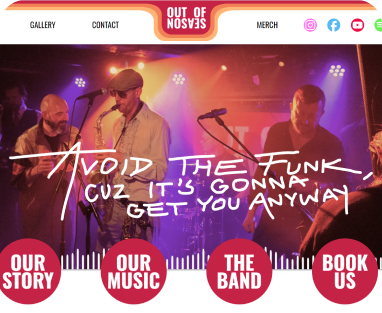 GALLERY
CONTACT
OUT OF
SEASON
MERCH
AVOID THE FUNK,
CUZ IT'S GONNA
GET YOU ANYWAY
OUR
STORY
OUR
MUSIC
THE
BAND
BOOK
US